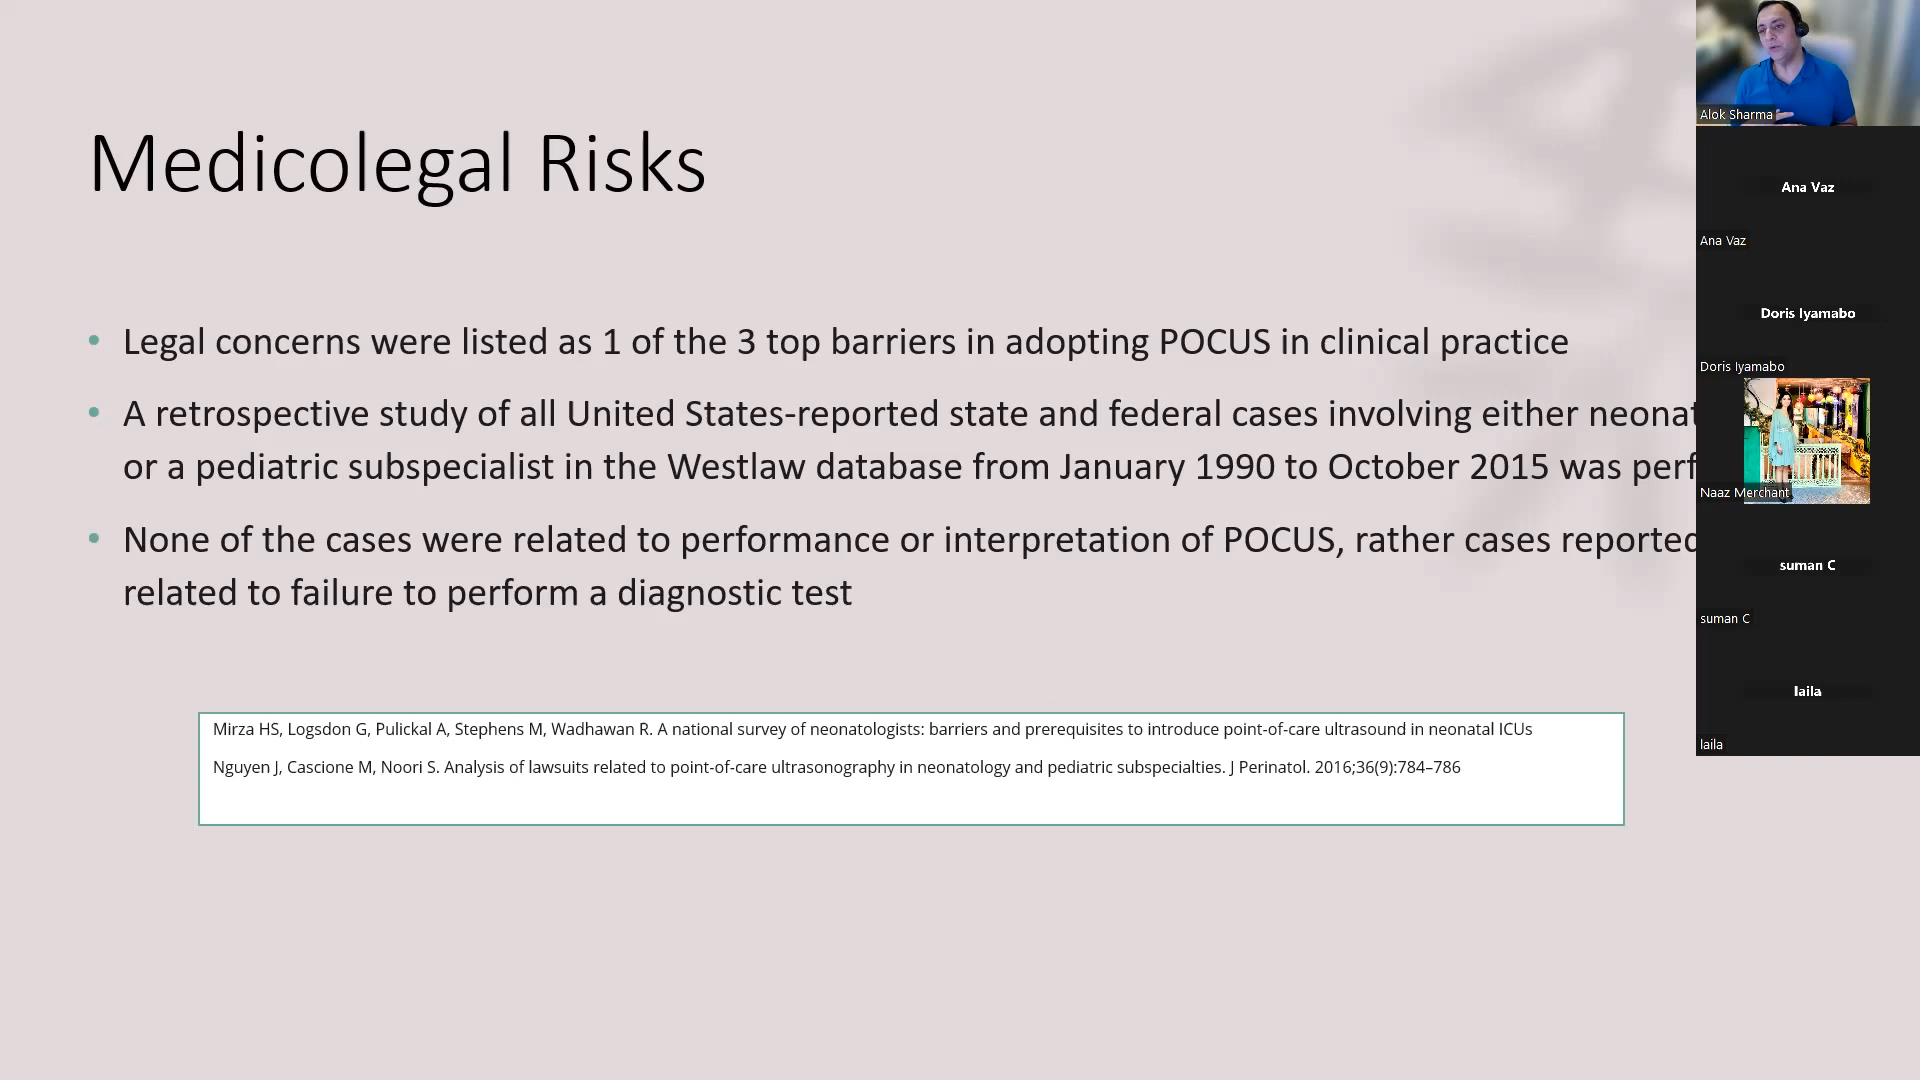 Medicolegal Risks
• Legal concerns were listed as 1 of the 3 top barriers in adopting POCUS in clinical practice
• A retrospective study of all United States-reported state and federal cases involving either
or a pediatric subspecialist in the Westlaw database from January 1990 to October 2015 was
• None of the cases were related to performance or interpretation of POCUS, rather cases reported
related to failure to perform a diagnostic test
Mirza HS, Logsdon G, Pulickal A, Stephens M, Wadhawan R. A national survey of neonatologists: barriers and prerequisites to introduce point-of-care ultrasound in neonatal ICUs
Nguyen J, Cascione M, Noori S. Analysis of lawsuits related to point-of-care ultrasonography in neonatology and pediatric subspecialties. J Perinatol. 2016;36(9):784–786
Alok Sharma
Ana Vaz
Ana Vaz
Doris Iyamabo
Doris Iyamabo
Naaz Merchant
suman C
suman C
laila
laila